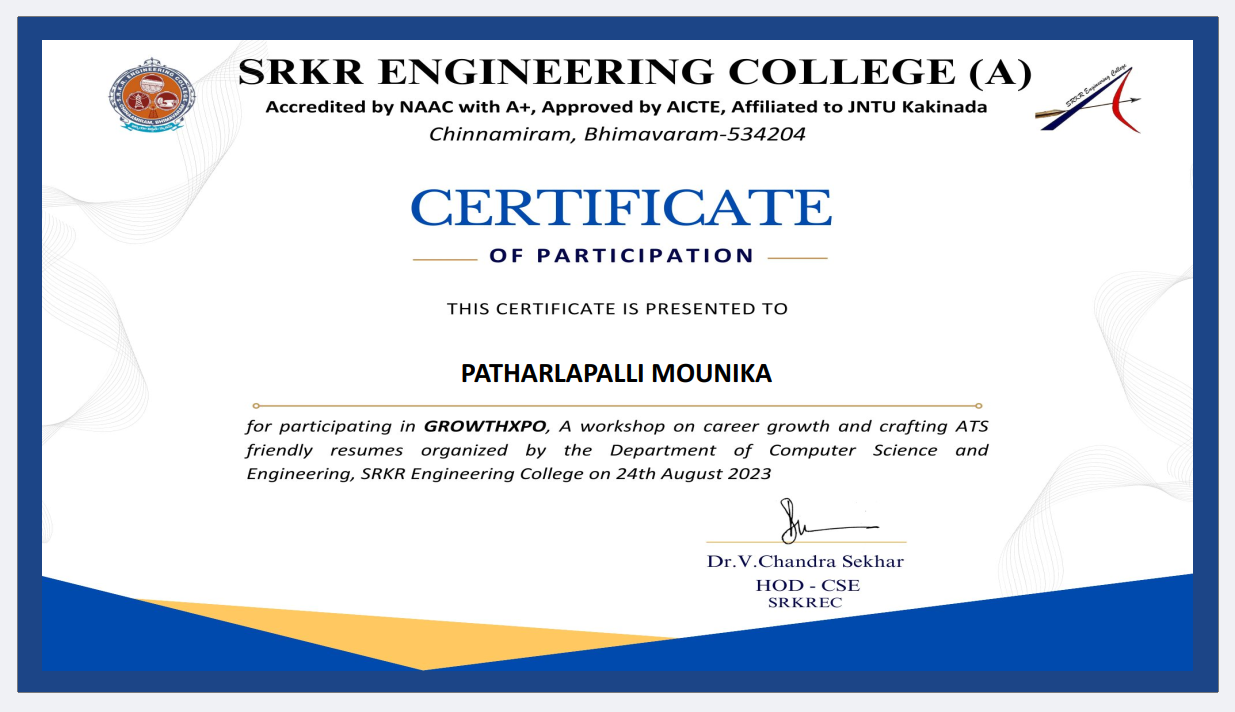 SRKR ENGINEERING COLLEGE (A)
Accredited by NAAC with A+, Approved by AICTE, Affiliated to JNTU Kakinada
Chinnamiram, Bhimavaram-534204
SRKR Engineering College
CERTIFICATE
OF PARTICIPATION
THIS CERTIFICATE IS PRESENTED TO
PATHARLAPALLI MOUNIKA
for participating in GROWTHXPO, A workshop on career growth and crafting ATS
friendly resumes organized by the Department of Computer Science and
Engineering, SRKR Engineering College on 24th August 2023
Dr.V.Chandra Sekhar
HOD - CSE
SRKREC